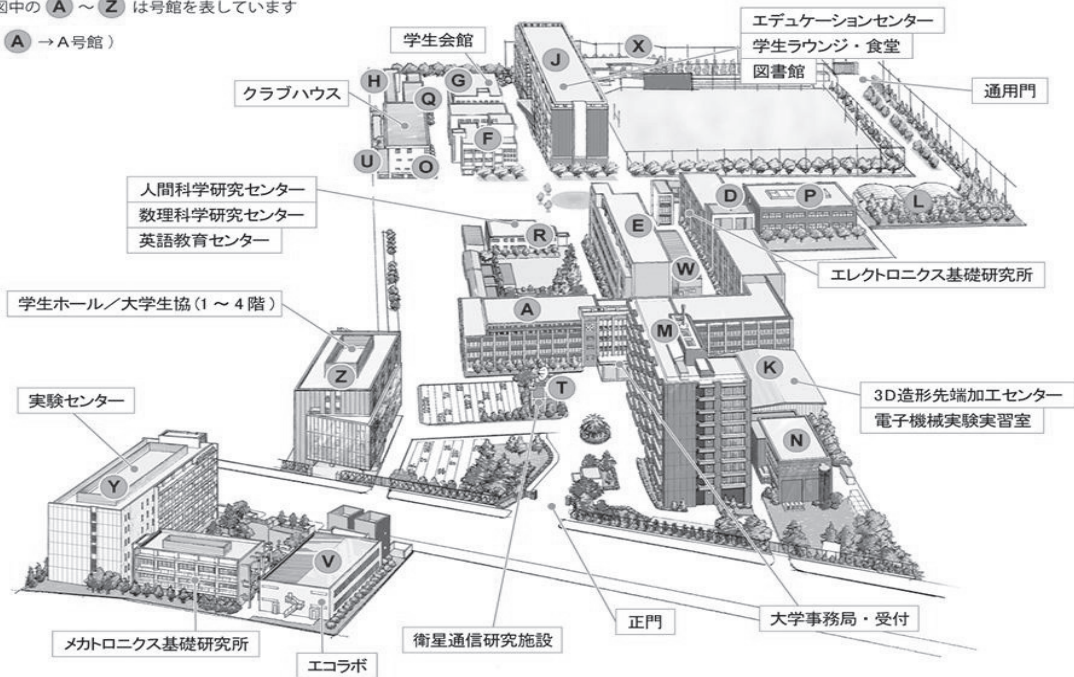 図中の A ～ Z は号館を表しています
A → A号館 )
学生会館
クラブハウス
エデュケーションセンター
学生ラウンジ・食堂
図書館
通用門
H
Q
G
J
X
F
U
O
人間科学研究センター
数理科学研究センター
英語教育センター
R
E
D
P
L
W
エレクトロニクス基礎研究所
学生ホール／大学生協（1 ～ 4 階）
A
M
Z
T
K
3D造形先端加工センター
電子機械実験実習室
N
実験センター
Y
V
メカトロニクス基礎研究所
エコラボ
衛星通信研究施設
正門
大学事務局・受付